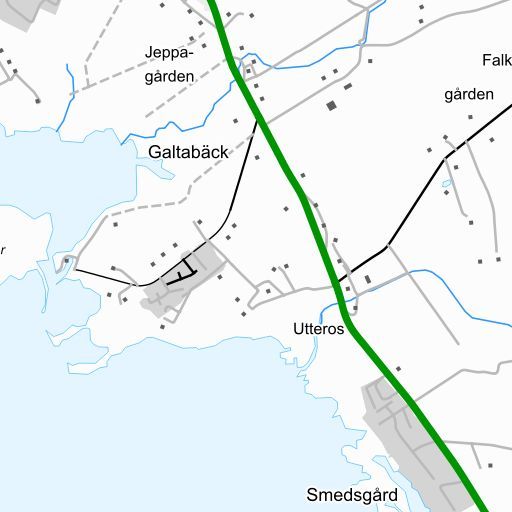 Jeppa-
gården
Falk
gården
Galtabäck
r
Utteros
Smedsgård